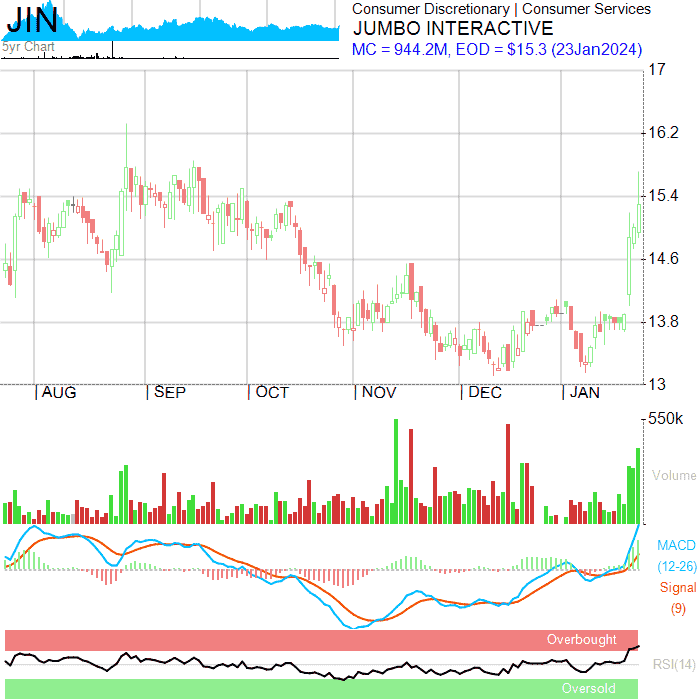 JIN
5yr Chart
Consumer Discretionary | Consumer Services
JUMBO INTERACTIVE
MC = 944.2M, EOD = $15.3 (23Jan2024)
17
16.2
15.4
14.6
13.8
13
AUG SEP OCT NOV DEC JAN
550k
Volume
MACD
(12-26)
Signal
(9)
Overbought
RSI(14)
Oversold